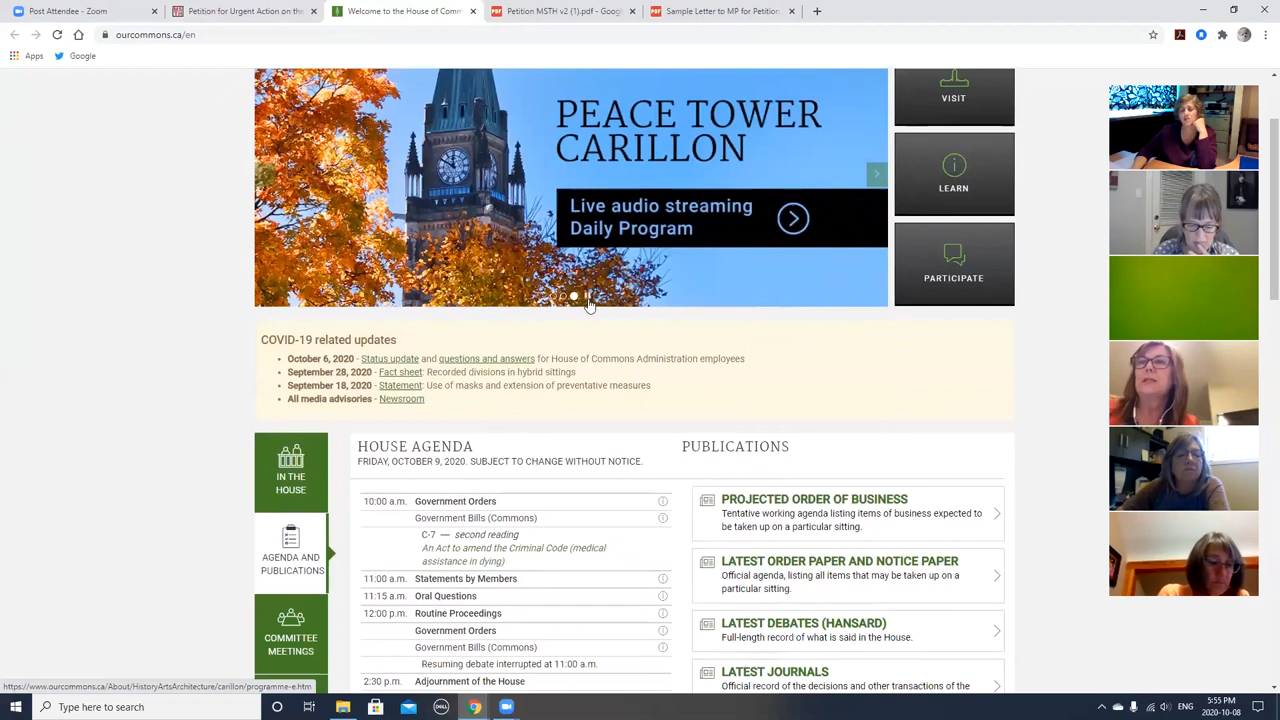 Post Attendee - Zoom
Petition for Urgent Action on the
Welcome to the House of Com
Petition MSTH v2 (1).pdf - Google
Sample Letter to MP for Petition.
ourcommons.ca/en
Apps
Google
PEACE TOWER
CARILLON
Live audio streaming
Daily Program
VISIT
LEARN
PARTICIPATE
COVID-19 related updates
October 6, 2020 - Status update and questions and answers for House of Commons Administration employees
September 28, 2020 - Fact sheet: Recorded divisions in hybrid sittings
September 18, 2020 - Statement: Use of masks and extension of preventative measures
All media advisories - Newsroom
IN THE
HOUSE
AGENDA AND
PUBLICATIONS
COMMITTEE
MEETINGS
HOUSE AGENDA
FRIDAY, OCTOBER 9, 2020. SUBJECT TO CHANGE WITHOUT NOTICE.
10:00 a.m. Government Orders
Government Bills (Commons)
C-7 — second reading
An Act to amend the Criminal Code (medical
assistance in dying)
11:00 a.m. Statements by Members
11:15 a.m. Oral Questions
12:00 p.m. Routine Proceedings
Government Orders
Government Bills (Commons)
Resuming debate interrupted at 11:00 a.m.
2:30 p.m. Adjournment of the House
PUBLICATIONS
PROJECTED ORDER OF BUSINESS
Tentative working agenda listing items of business expected to
be taken up on a particular sitting.
LATEST ORDER PAPER AND NOTICE PAPER
Official agenda, listing all items that may be taken up on a
particular sitting.
LATEST DEBATES (HANSARD)
Full-length record of what is said in the House.
LATEST JOURNALS
Official record of the decisions and other transactions of the
https://www.ourcommons.ca/About/HistoryArtsArchitecture/carillon/programme-e.htm
Type here to search
DELL
ENG
5:55 PM
2020-10-08